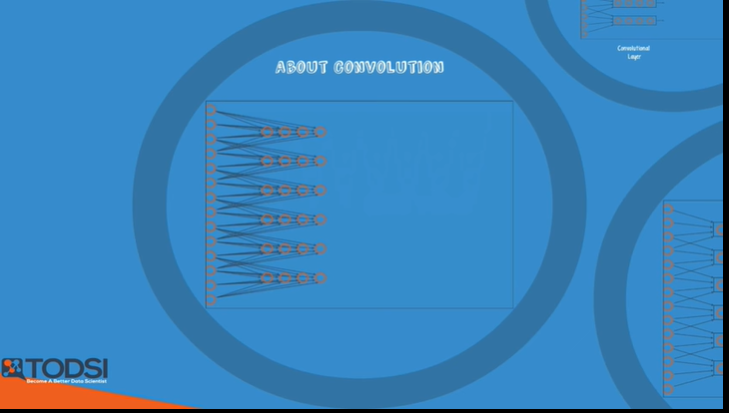 ABOUT CONVOLUTION
Convolutional
Layer
TODSI
Become A Better Data Scientist